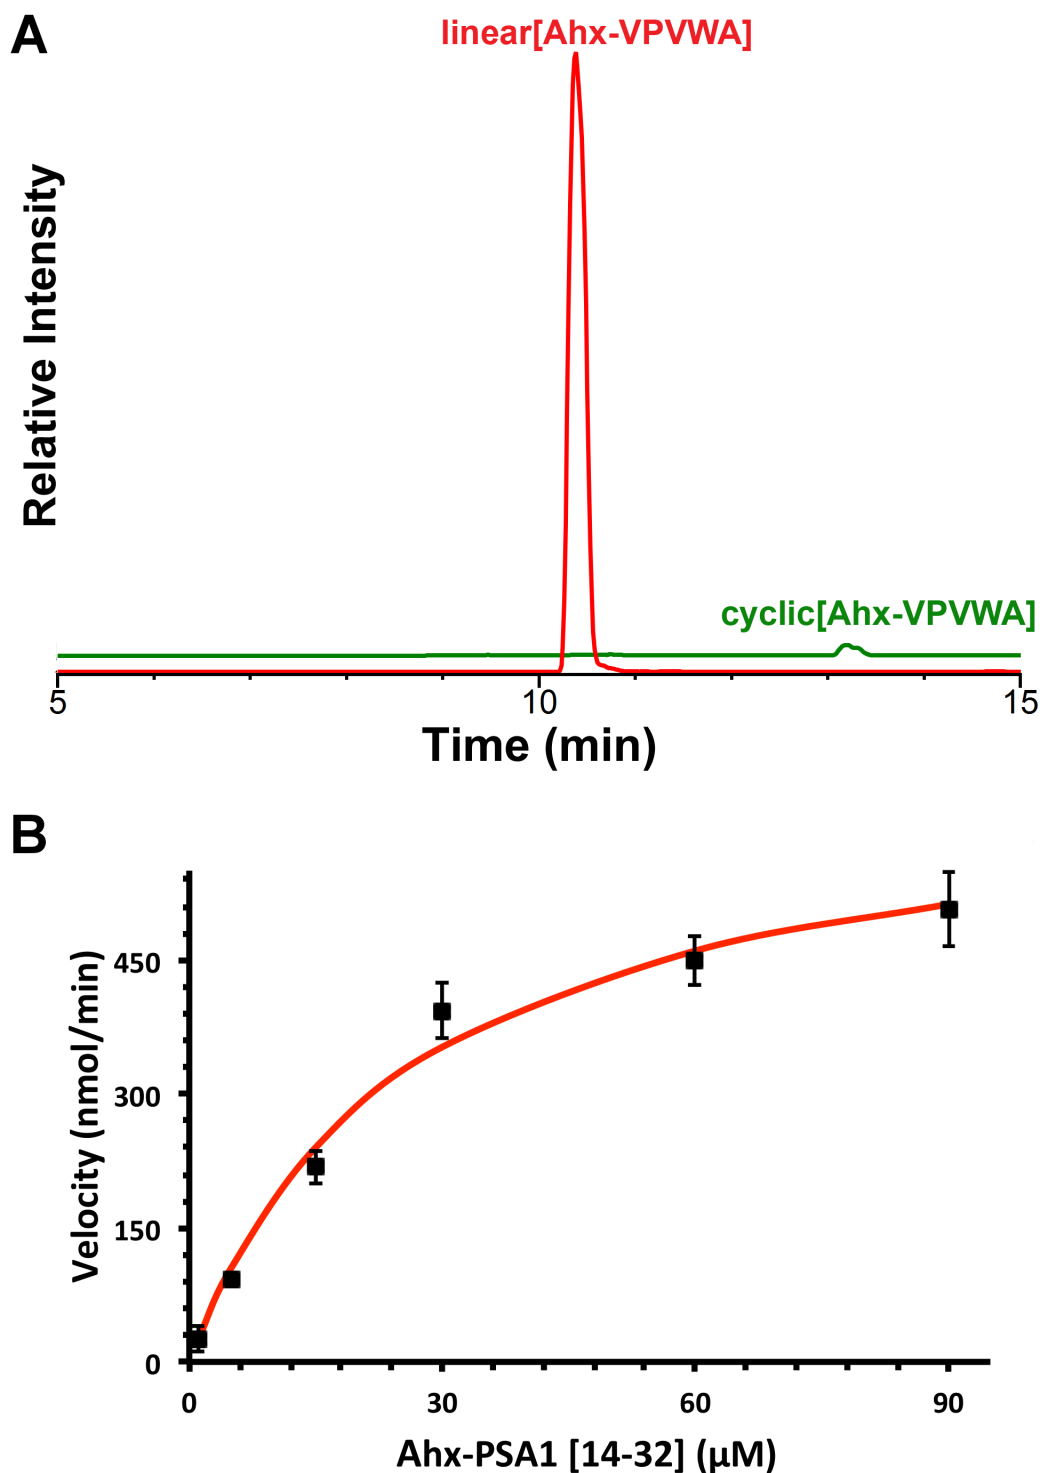 A
linear[Ahx-VPVWA]
Relative Intensity
cyclic[Ahx-VPVWA]
5 10 15
Time (min)
B
Velocity (nmol/min)
450
300
150
0
0 30 60 90
Ahx-PSA1 [14-32] (µM)